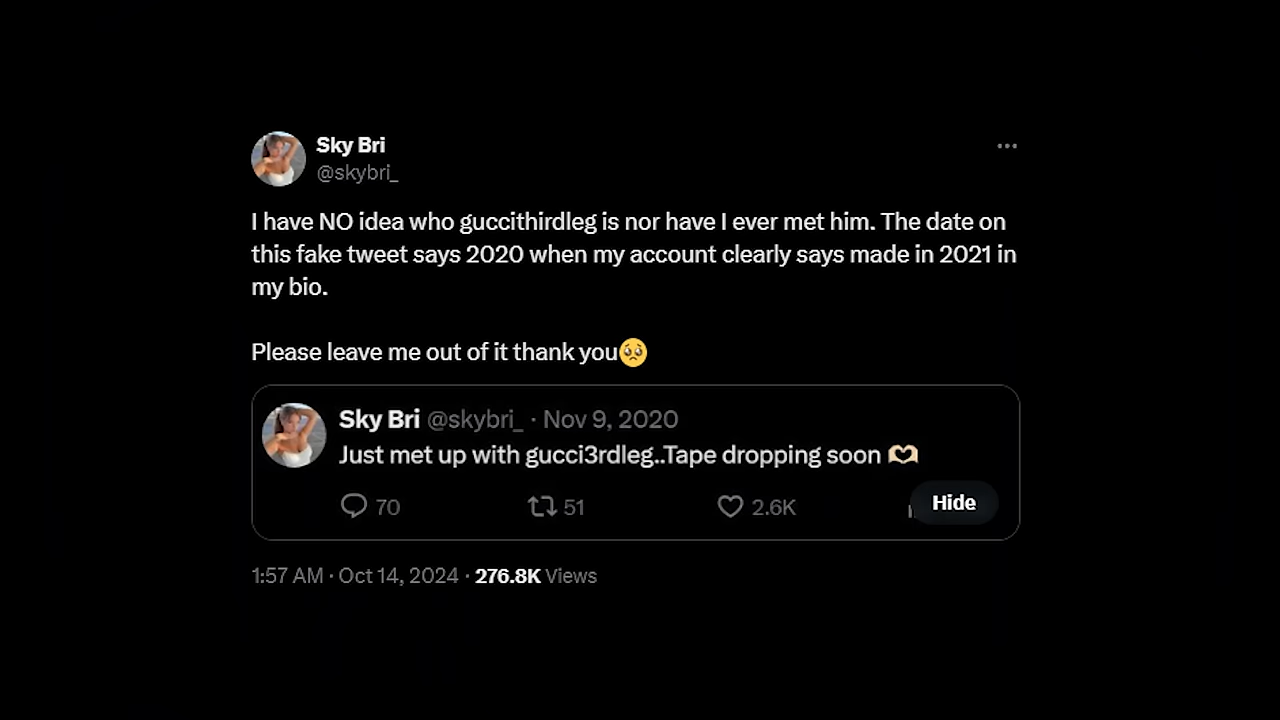 Sky Bri
@skybri_
I have NO idea who guccithirdleg is nor have I ever met him. The date on
this fake tweet says 2020 when my account clearly says made in 2021 in
my bio.
Please leave me out of it thank you🥺
Sky Bri @skybri_ · Nov 9, 2020
Just met up with gucci3rdleg..Tape dropping soon 🫶🏻
70 51 2.6K Hide
1:57 AM · Oct 14, 2024 · 276.8K Views